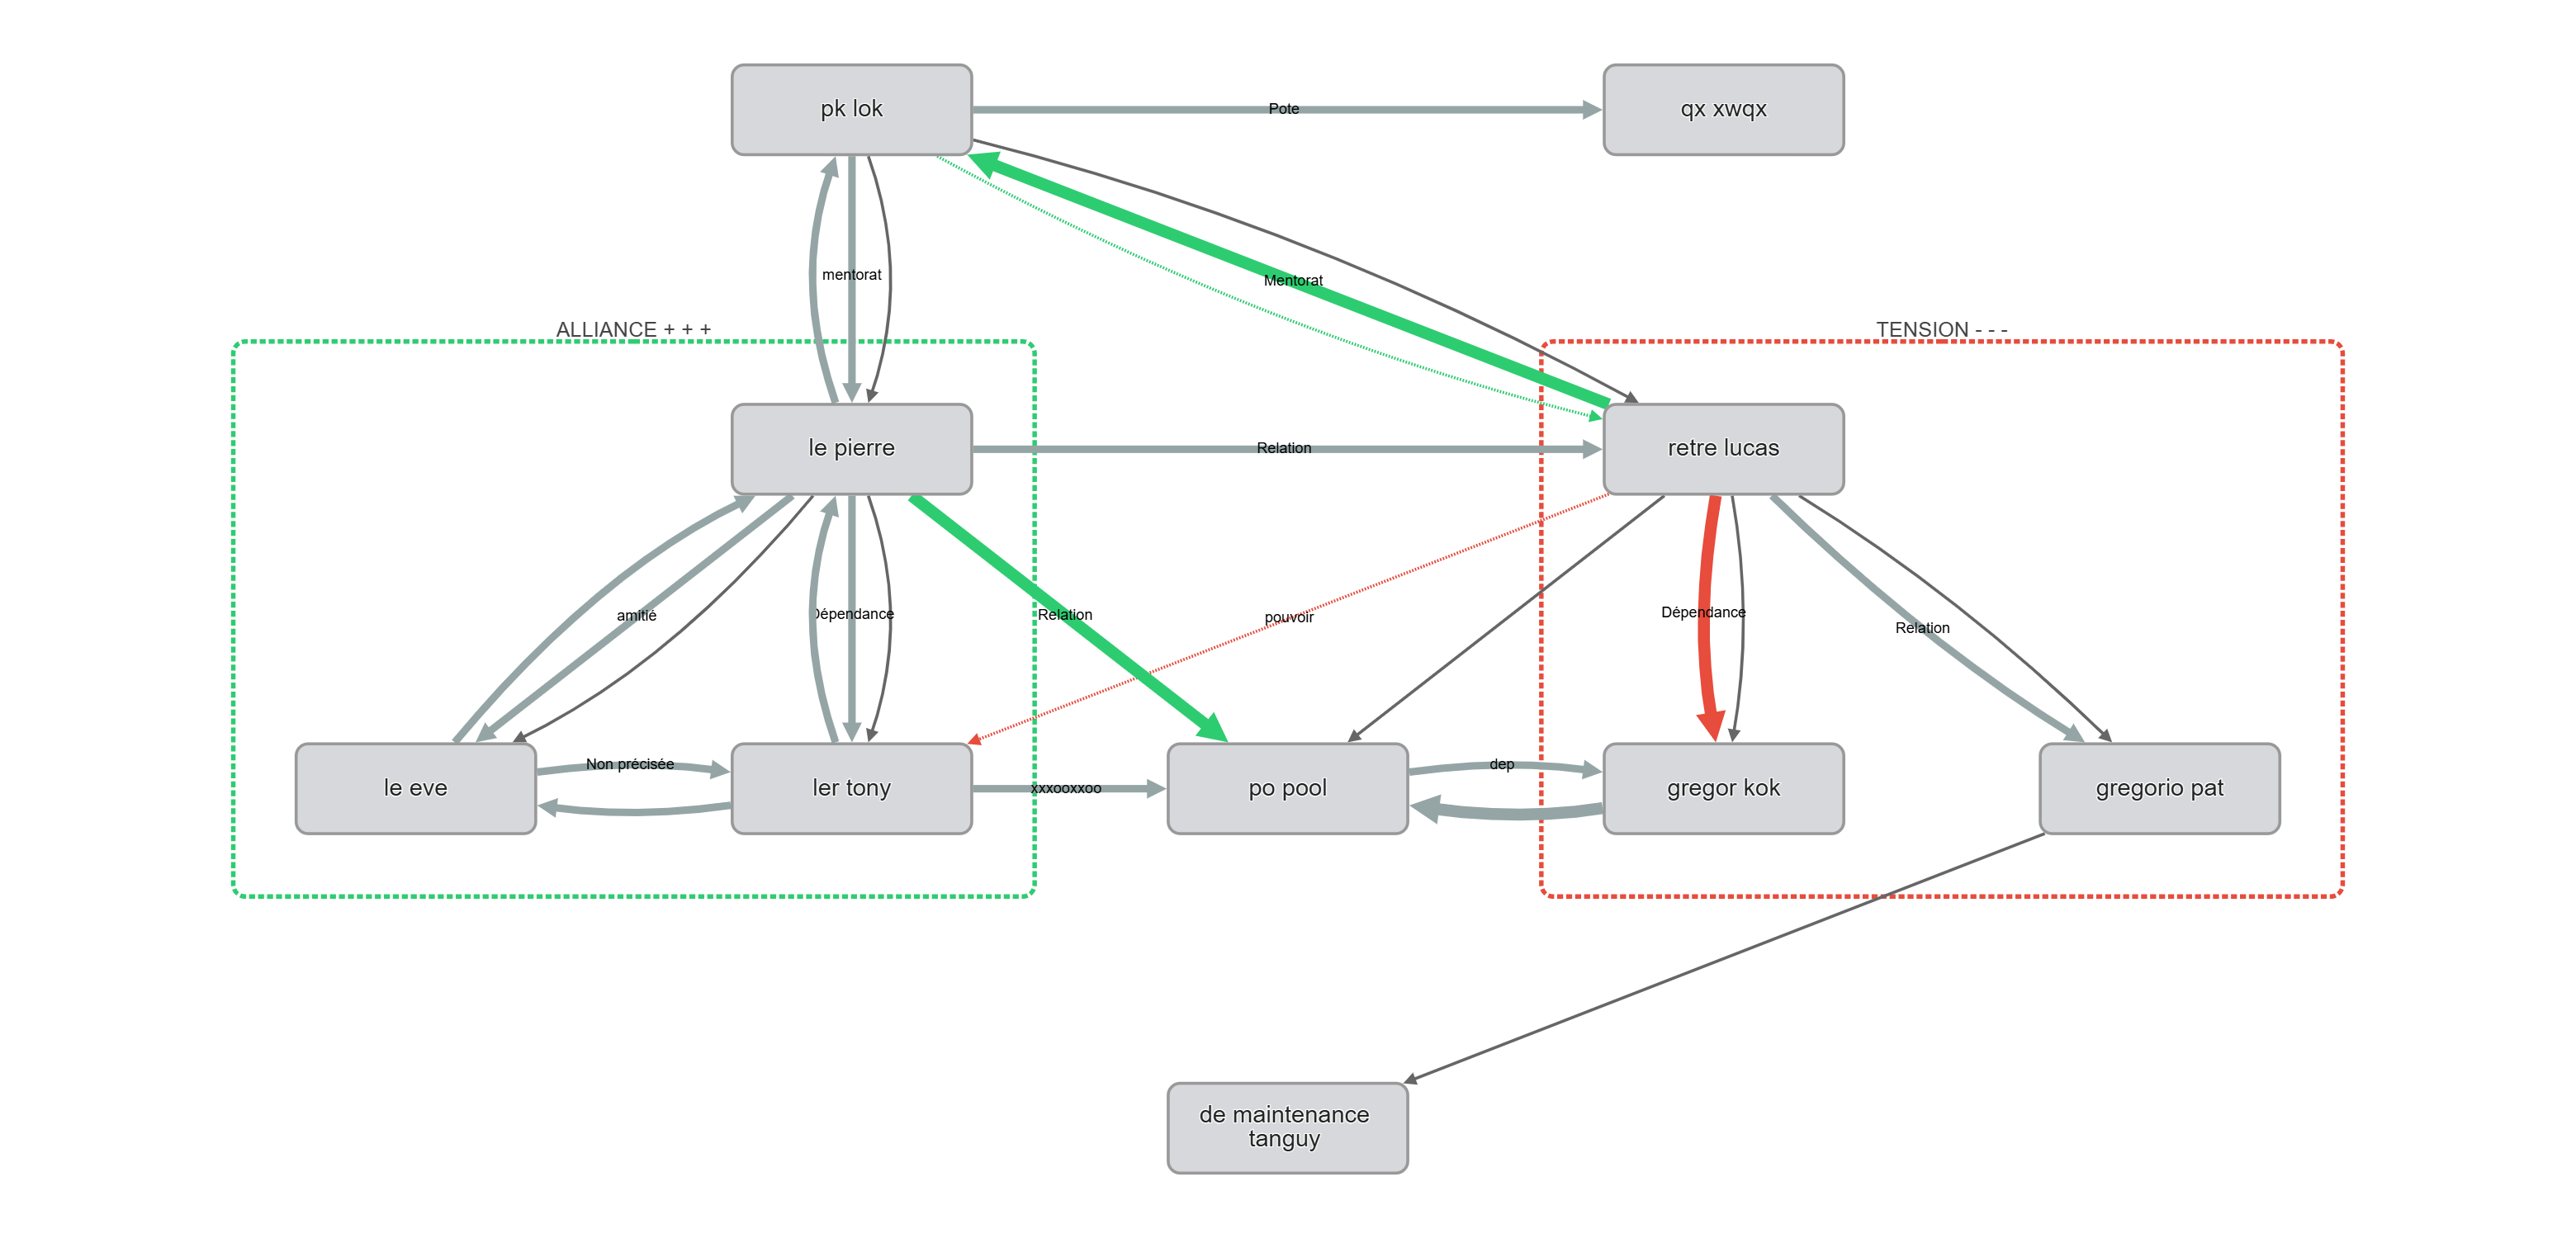 pk lok
Pote
qx xwqx
mentorat
Mentorat
ALLIANCE + + +
TENSION - - -
le pierre
Relation
retre lucas
amitié
Dépendance
Relation
pouvoir
Dépendance
Relation
le eve
Non précisée
ler tony
xxxooxxoo
po pool
dep
gregor kok
gregorio pat
de maintenance
tanguy